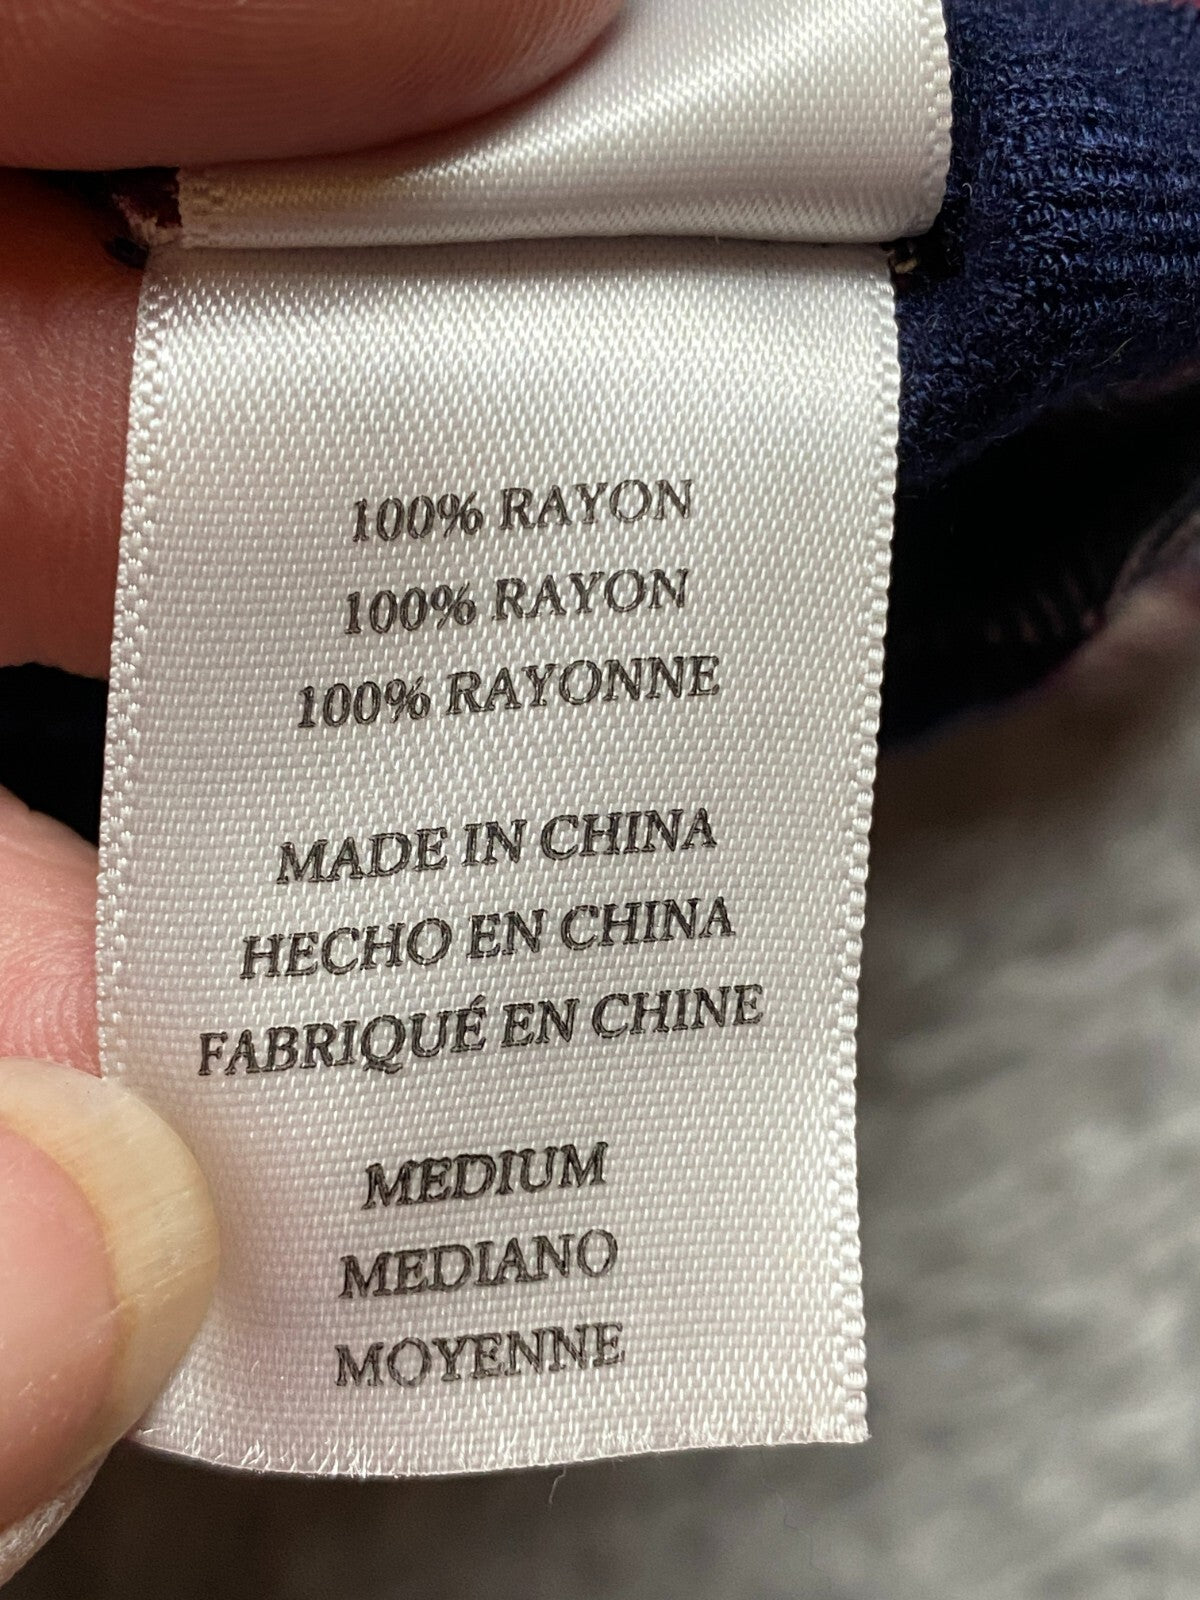 100% RAYON
100% RAYON
100% RAYONNE
MADE IN CHINA
HECHO EN CHINA
FABRIQUÉ EN CHINE
MEDIUM
MEDIANO
MOYENNE